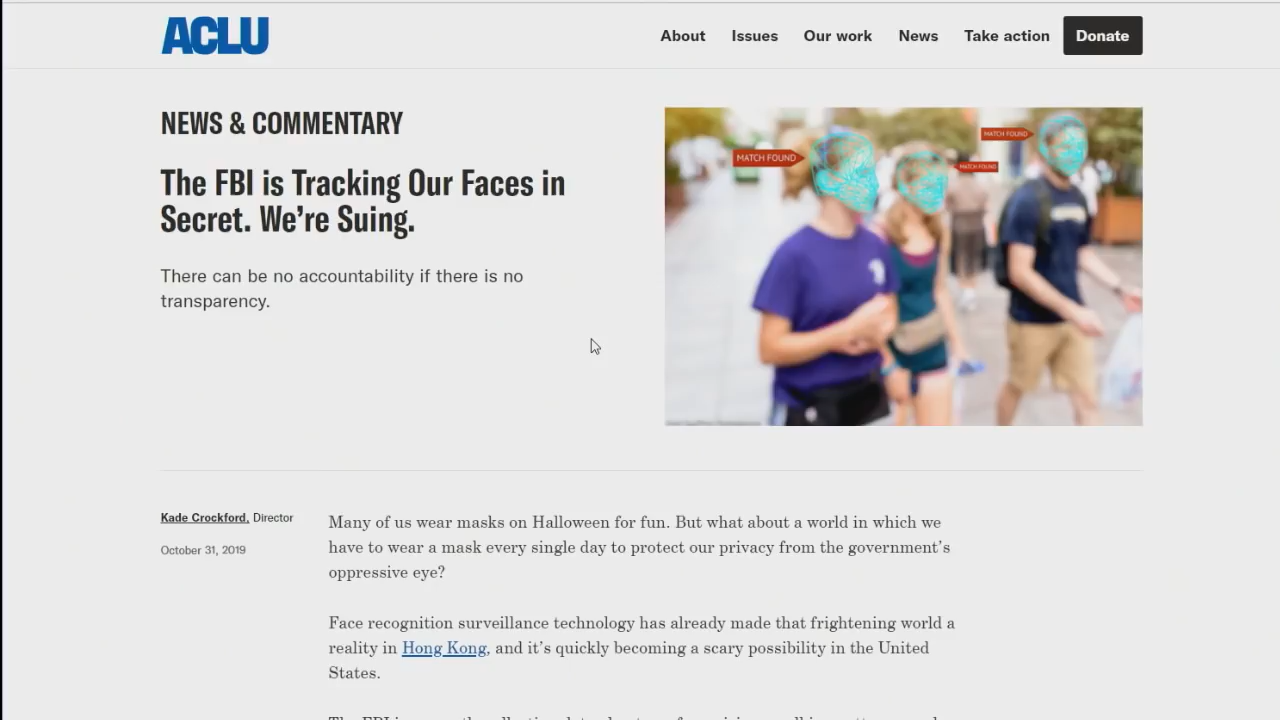 ACLU
About Issues Our work News Take action Donate
NEWS & COMMENTARY
The FBI is Tracking Our Faces in
Secret. We're Suing.
There can be no accountability if there is no
transparency.
MATCH FOUND
MATCH FOUND
MATCH FOUND
Kade Crockford, Director
October 31, 2019
Many of us wear masks on Halloween for fun. But what about a world in which we
have to wear a mask every single day to protect our privacy from the government's
oppressive eye?
Face recognition surveillance technology has already made that frightening world a
reality in Hong Kong, and it's quickly becoming a scary possibility in the United
States.